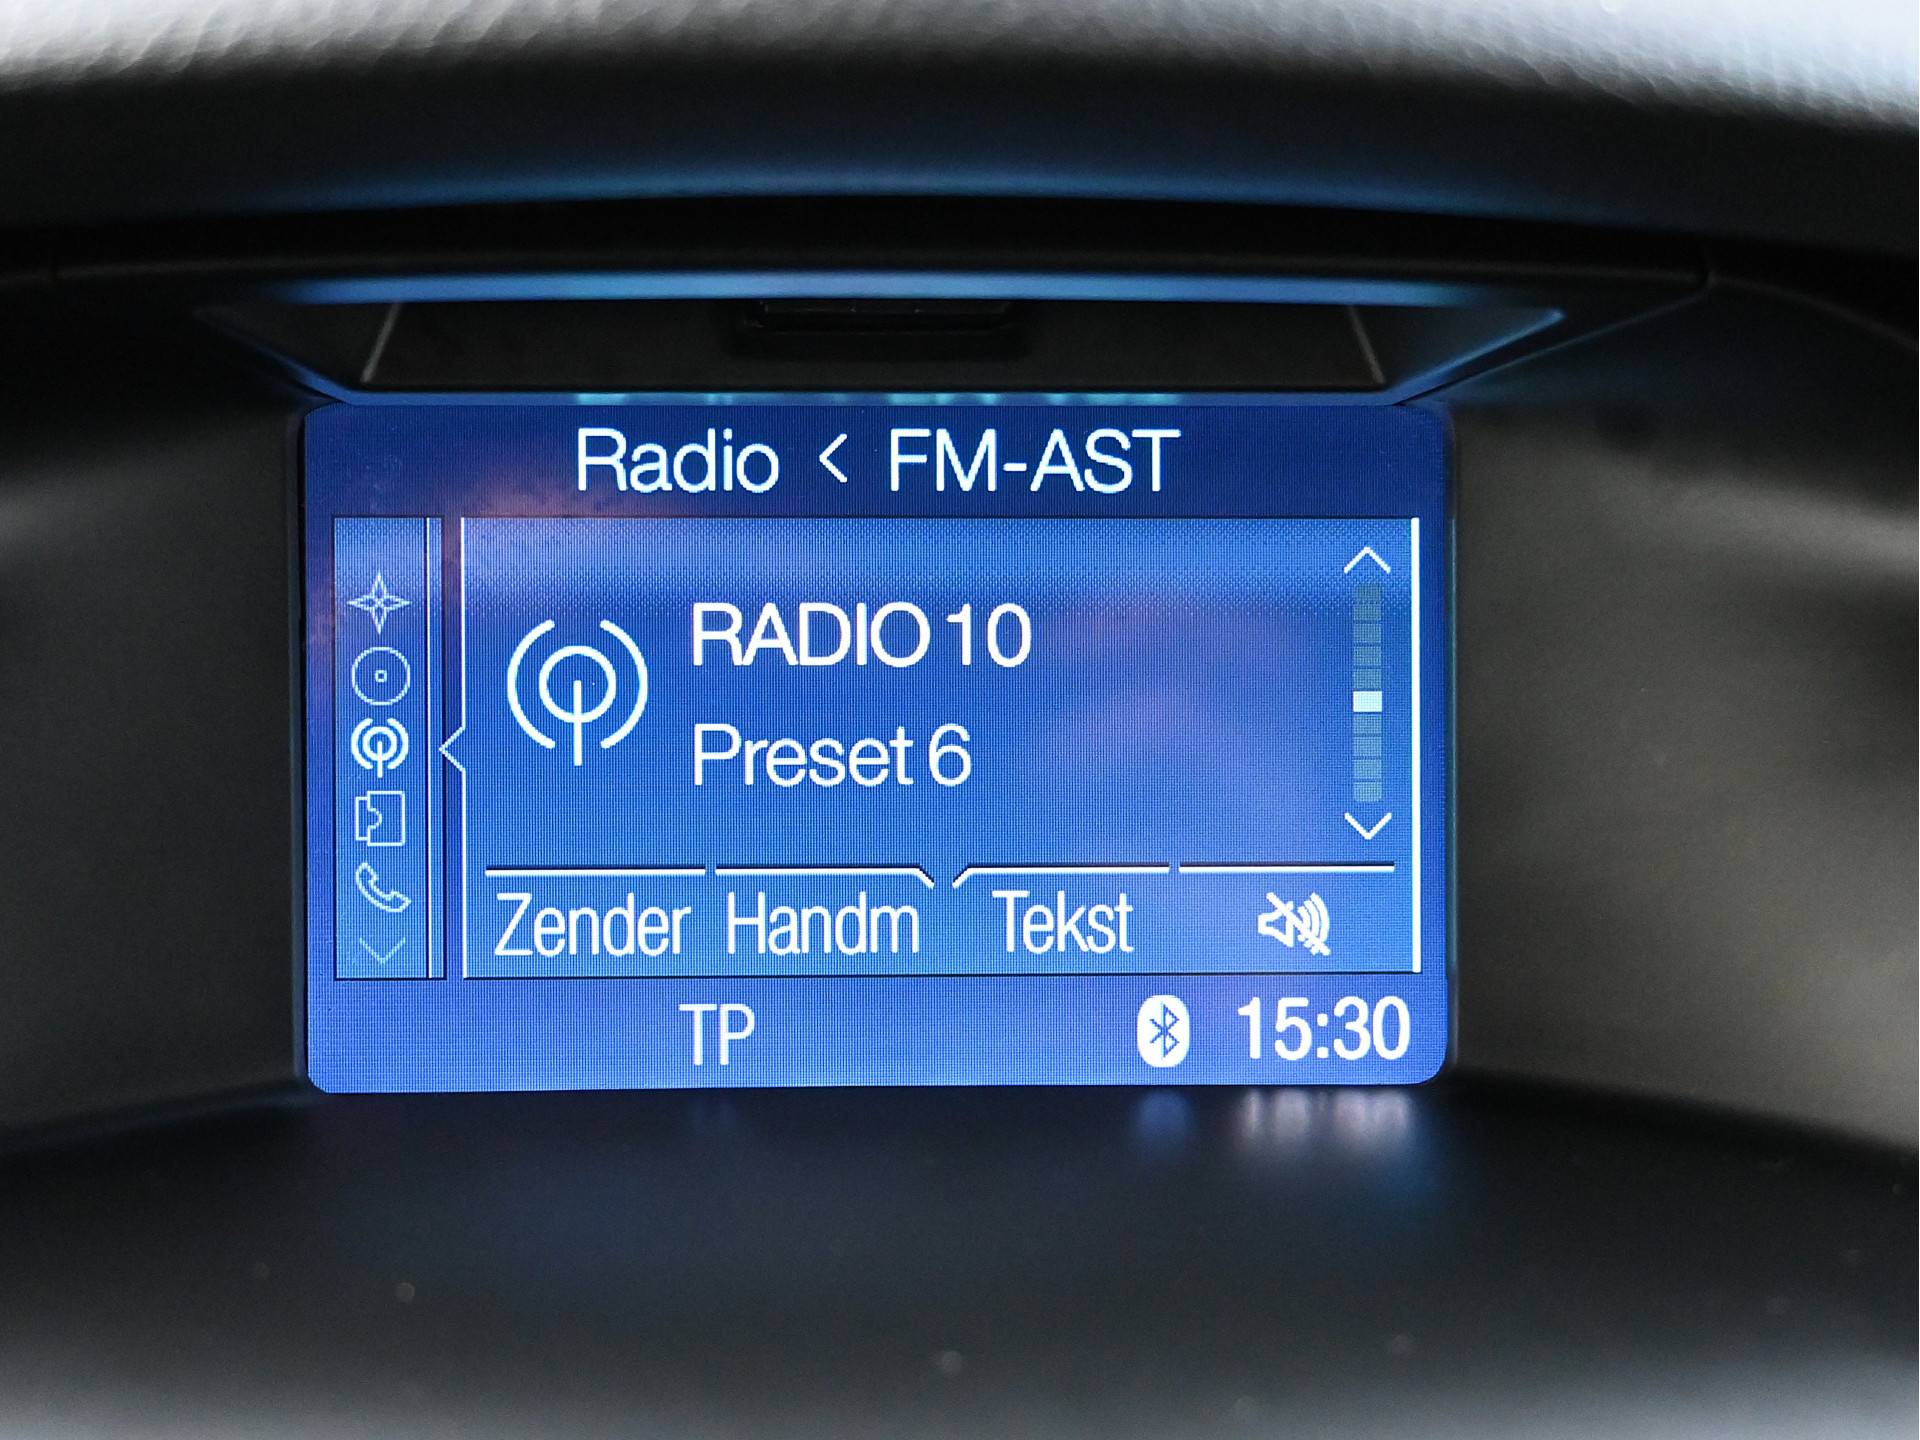 Radio < FM-AST
RADIO 10
Preset 6
Zender Handm Tekst
TP 15:30